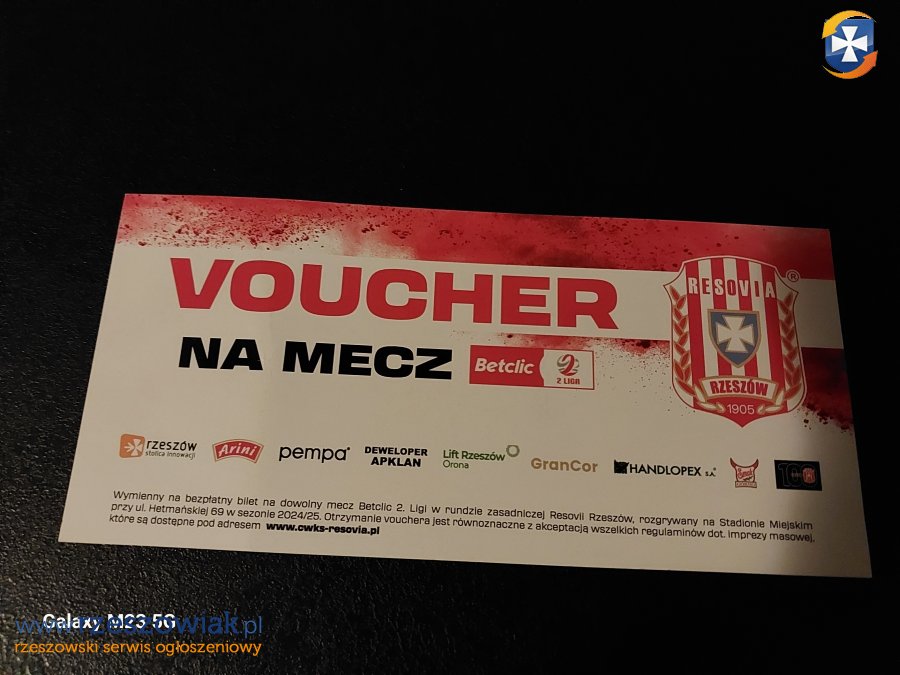 VOUCHER
NA MECZ
Betclic
2 LIGA
RESOVIA
®
RZESZÓW
1905
rzeszów
stolica innowacji
Arini
pempa
DEWELOPER
APKLAN
Lift Rzeszów
Orona
GranCor
HANDLOPEX S.A.
Wymienny na bezpłatny bilet na dowolny mecz Betclic 2. Ligi w rundzie zasadniczej Resovii Rzeszów, rozgrywany na Stadionie Miejskim
przy ul. Hetmańskiej 69 w sezonie 2024/25. Otrzymanie vouchera jest równoznaczne z akceptacją wszelkich regulaminów dot. imprezy masowej,
które są dostępne pod adresem www.cwks-resovia.pl
Galaxy M23 5G
www.rzeszowiak.pl
rzeszowski serwis ogłoszeniowy